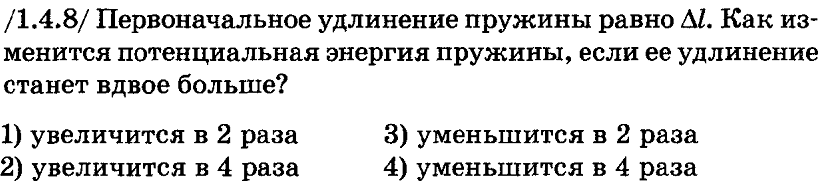 /1.4.8/ Первоначальное удлинение пружины равно Δl. Как из-
менится потенциальная энергия пружины, если ее удлинение
станет вдвое больше?
1) увеличится в 2 раза 3) уменьшится в 2 раза
2) увеличится в 4 раза 4) уменьшится в 4 раза